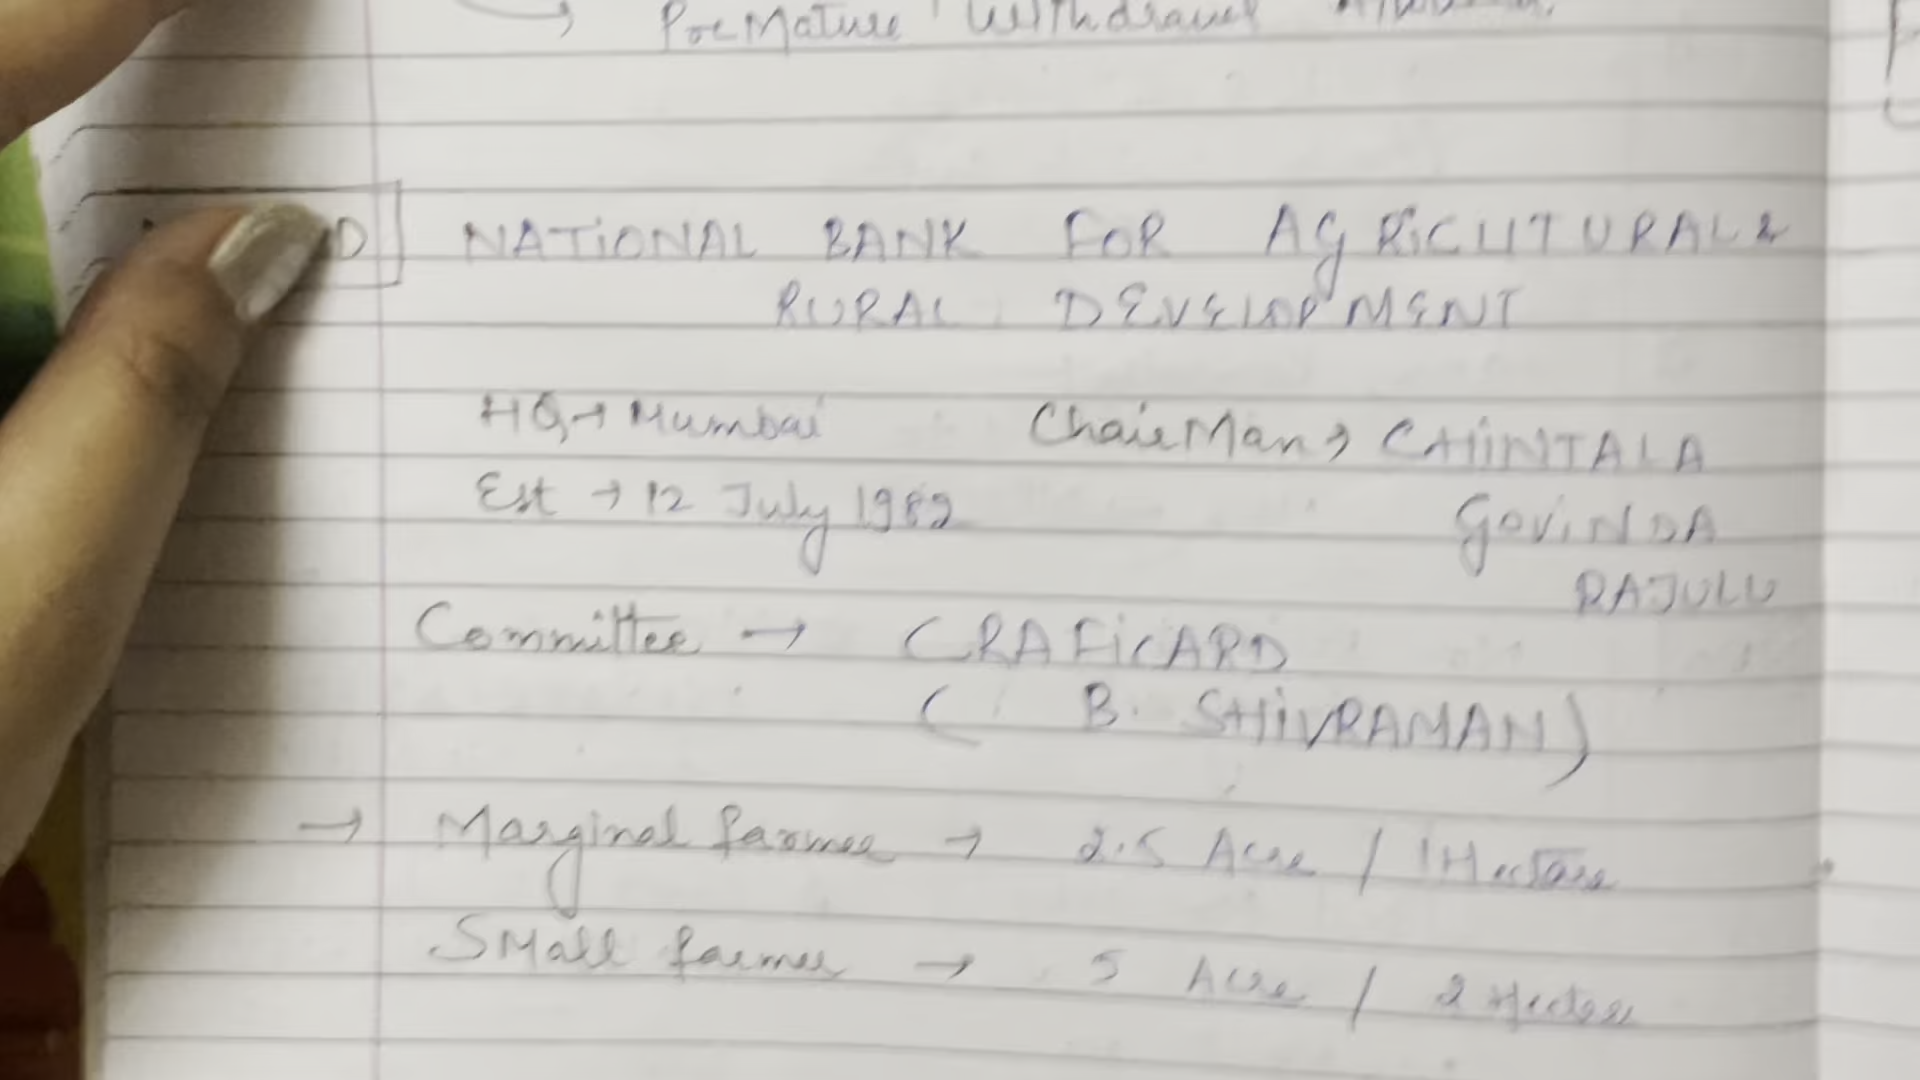 PreMature Withdrawal
D NATIONAL BANK FOR AGRICULTURAL &
RURAL DEVELOPMENT
HQ → Mumbai ChairMan → CHINTALA
Est → 12 July 1982 GOVINDA
RAJULU
Committee → CRAFICARD
( B. SHIVRAMAN)
→ Marginal farmer → 2.5 Acre / 1 Hectare
Small farmer → 5 Acre / 2 Hectare